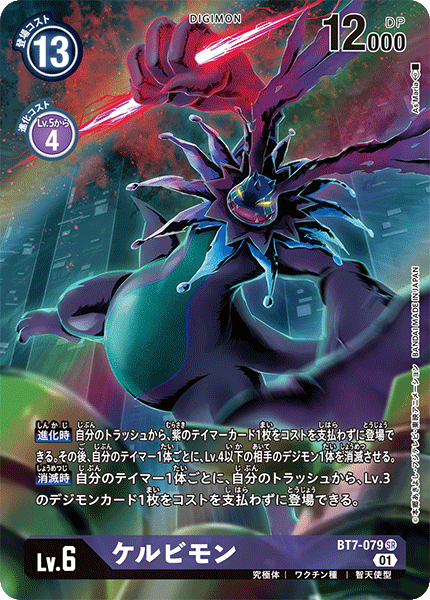 登場コスト
13
DIGIMON
DP
12000
進化コスト
Lv.5から
4
BANDAI MADE IN JAPAN
進化時 自分のトラッシュから、紫のテイマーカード1枚をコストを支払わずに登場で
きる。その後、自分のテイマー1体ごとに、Lv.4以下の相手のデジモン1体を消滅させる。
消滅時 自分のテイマー1体ごとに、自分のトラッシュから、Lv.3
のデジモンカード1枚をコストを支払わずに登場できる。
Lv.6
ケルビモン
BT7-079 SR
01
究極体 | ワクチン種 | 智天使型